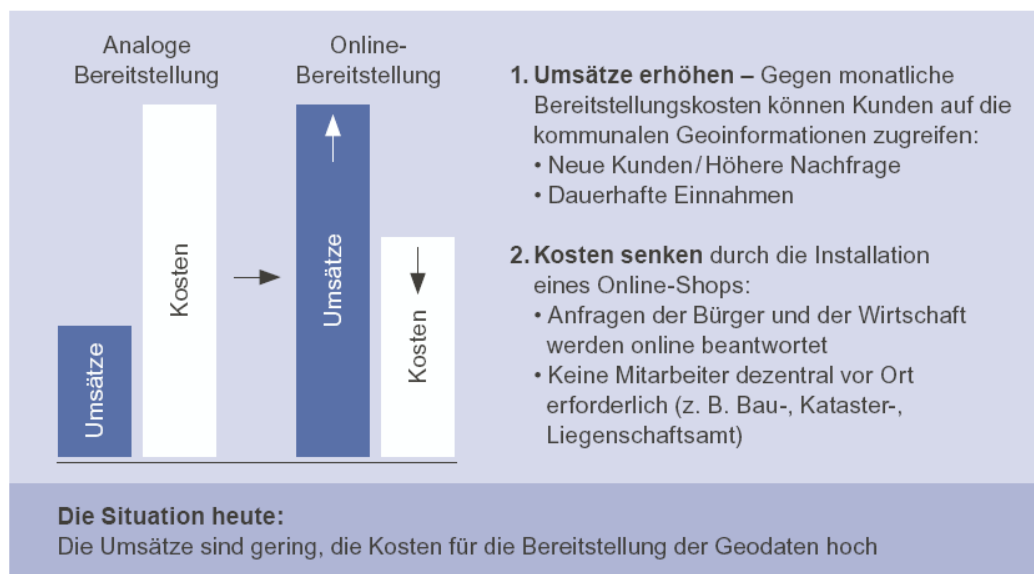 Analoge
Bereitstellung
Online-
Bereitstellung
Umsätze
Kosten
Umsätze
Kosten
1. Umsätze erhöhen – Gegen monatliche
Bereitstellungskosten können Kunden auf die
kommunalen Geoinformationen zugreifen:
• Neue Kunden/Höhere Nachfrage
• Dauerhafte Einnahmen
2. Kosten senken durch die Installation
eines Online-Shops:
• Anfragen der Bürger und der Wirtschaft
werden online beantwortet
• Keine Mitarbeiter dezentral vor Ort
erforderlich (z. B. Bau-, Kataster-,
Liegenschaftsamt)
Die Situation heute:
Die Umsätze sind gering, die Kosten für die Bereitstellung der Geodaten hoch